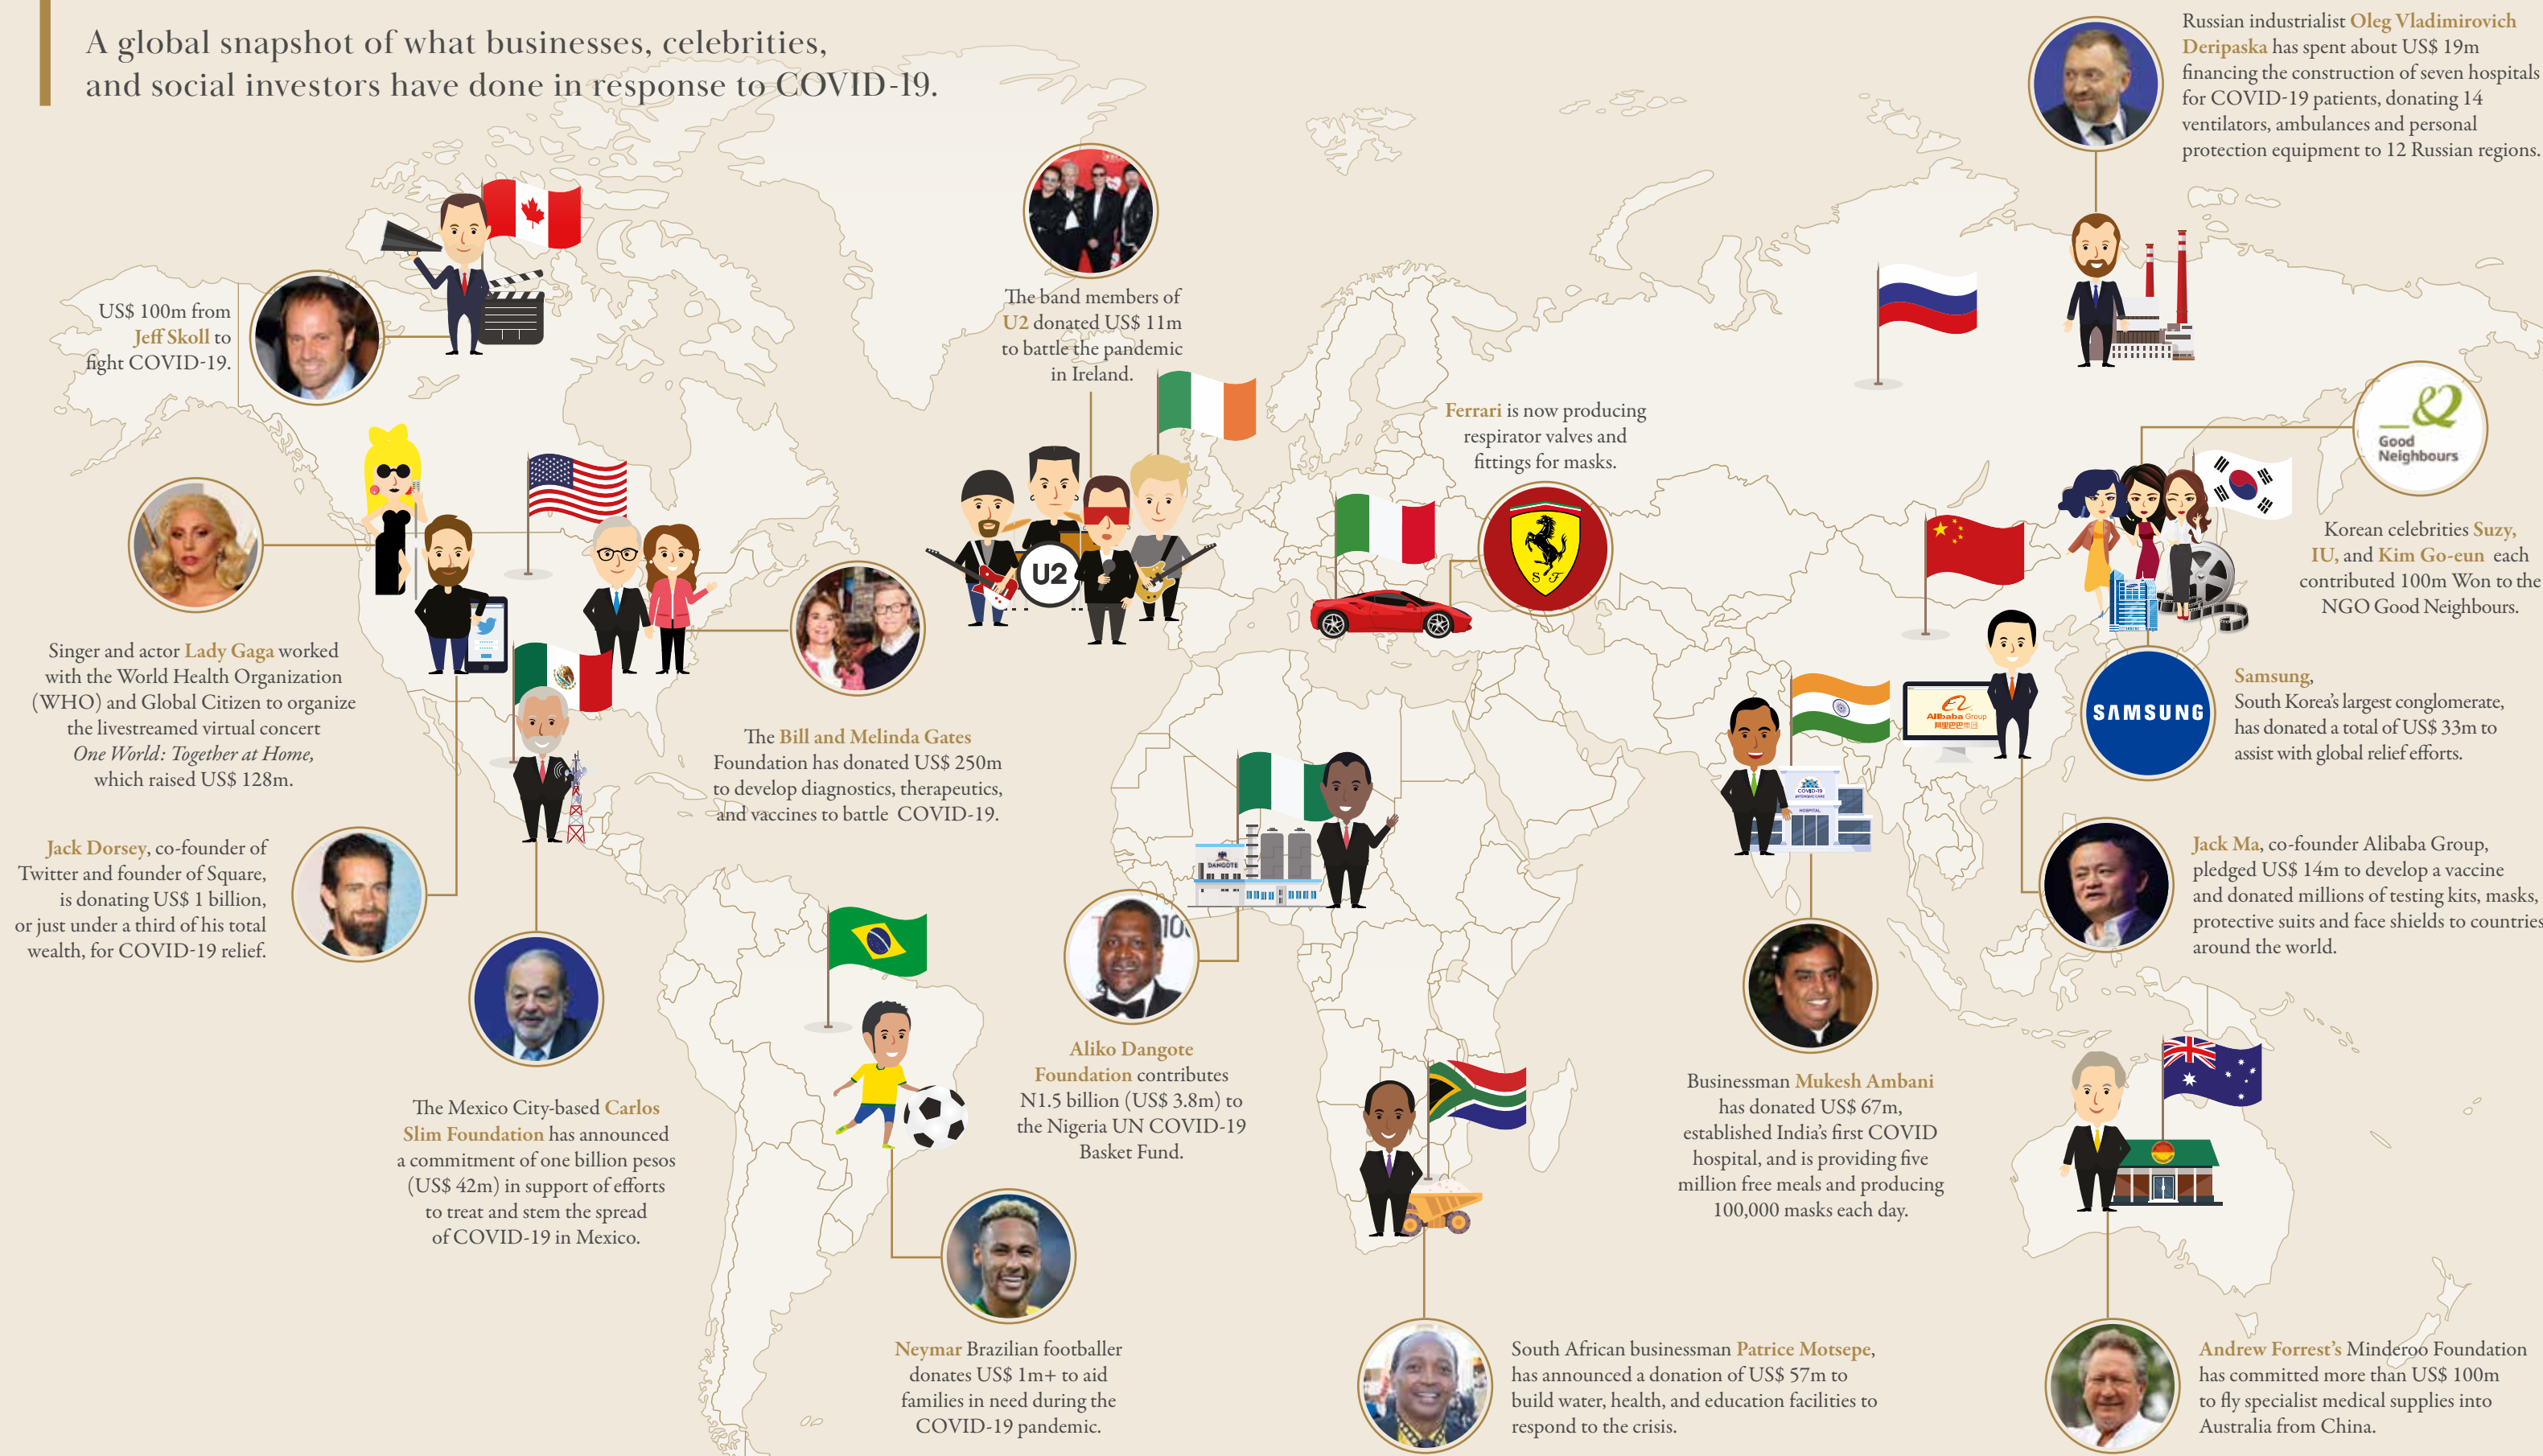 A global snapshot of what businesses, celebrities,
and social investors have done in response to COVID-19.
Russian industrialist Oleg Vladimirovich
Deripaska has spent about US$ 19m
financing the construction of seven hospitals
for COVID-19 patients, donating 14
ventilators, ambulances and personal
protection equipment to 12 Russian regions.
US$ 100m from
Jeff Skoll to
fight COVID-19.
The band members of
U2 donated US$ 11m
to battle the pandemic
in Ireland.
U2
Ferrari is now producing
respirator valves and
fittings for masks.
S F
Good
Neighbours
Korean celebrities Suzy,
IU, and Kim Go-eun each
contributed 100m Won to the
NGO Good Neighbours.
Singer and actor Lady Gaga worked
with the World Health Organization
(WHO) and Global Citizen to organize
the livestreamed virtual concert
One World: Together at Home,
which raised US$ 128m.
The Bill and Melinda Gates
Foundation has donated US$ 250m
to develop diagnostics, therapeutics,
and vaccines to battle COVID-19.
SAMSUNG
Samsung,
South Korea's largest conglomerate,
has donated a total of US$ 33m to
assist with global relief efforts.
Alibaba Group
阿里巴巴集团
COVID-19
INTENSIVE CARE
HOSPITAL
DANGOTE
Jack Dorsey, co-founder of
Twitter and founder of Square,
is donating US$ 1 billion,
or just under a third of his total
wealth, for COVID-19 relief.
Jack Ma, co-founder Alibaba Group,
pledged US$ 14m to develop a vaccine
and donated millions of testing kits, masks,
protective suits and face shields to countries
around the world.
The Mexico City-based Carlos
Slim Foundation has announced
a commitment of one billion pesos
(US$ 42m) in support of efforts
to treat and stem the spread
of COVID-19 in Mexico.
Aliko Dangote
Foundation contributes
N1.5 billion (US$ 3.8m) to
the Nigeria UN COVID-19
Basket Fund.
Businessman Mukesh Ambani
has donated US$ 67m,
established India's first COVID
hospital, and is providing five
million free meals and producing
100,000 masks each day.
Neymar Brazilian footballer
donates US$ 1m+ to aid
families in need during the
COVID-19 pandemic.
South African businessman Patrice Motsepe,
has announced a donation of US$ 57m to
build water, health, and education facilities to
respond to the crisis.
Andrew Forrest's Minderoo Foundation
has committed more than US$ 100m
to fly specialist medical supplies into
Australia from China.